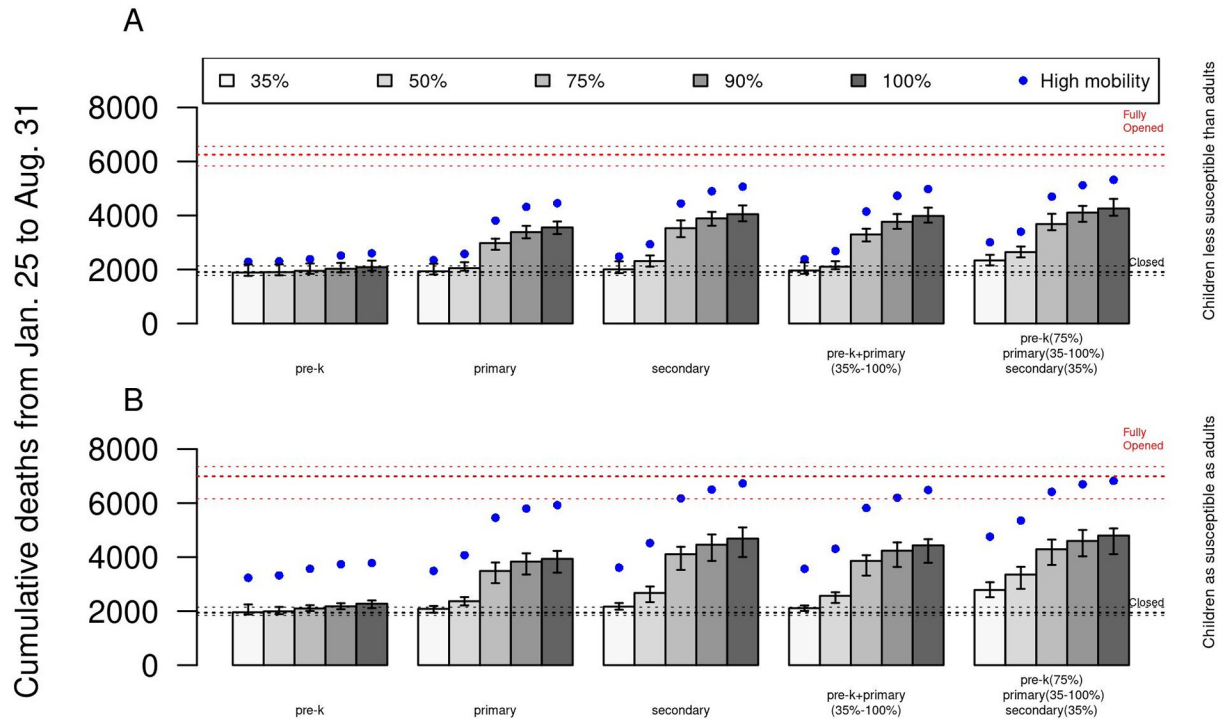 A
35% 50% 75% 90% 100% High mobility
8000
6000
4000
2000
0
Fully
Opened
Closed
pre-k
primary
secondary
pre-k+primary
(35%-100%)
pre-k(75%)
primary(35-100%)
secondary(35%)
Children less susceptible than adults
Cumulative deaths from Jan. 25 to Aug. 31
B
8000
6000
4000
2000
0
Fully
Opened
Closed
pre-k
primary
secondary
pre-k+primary
(35%-100%)
pre-k(75%)
primary(35-100%)
secondary(35%)
Children as susceptible as adults